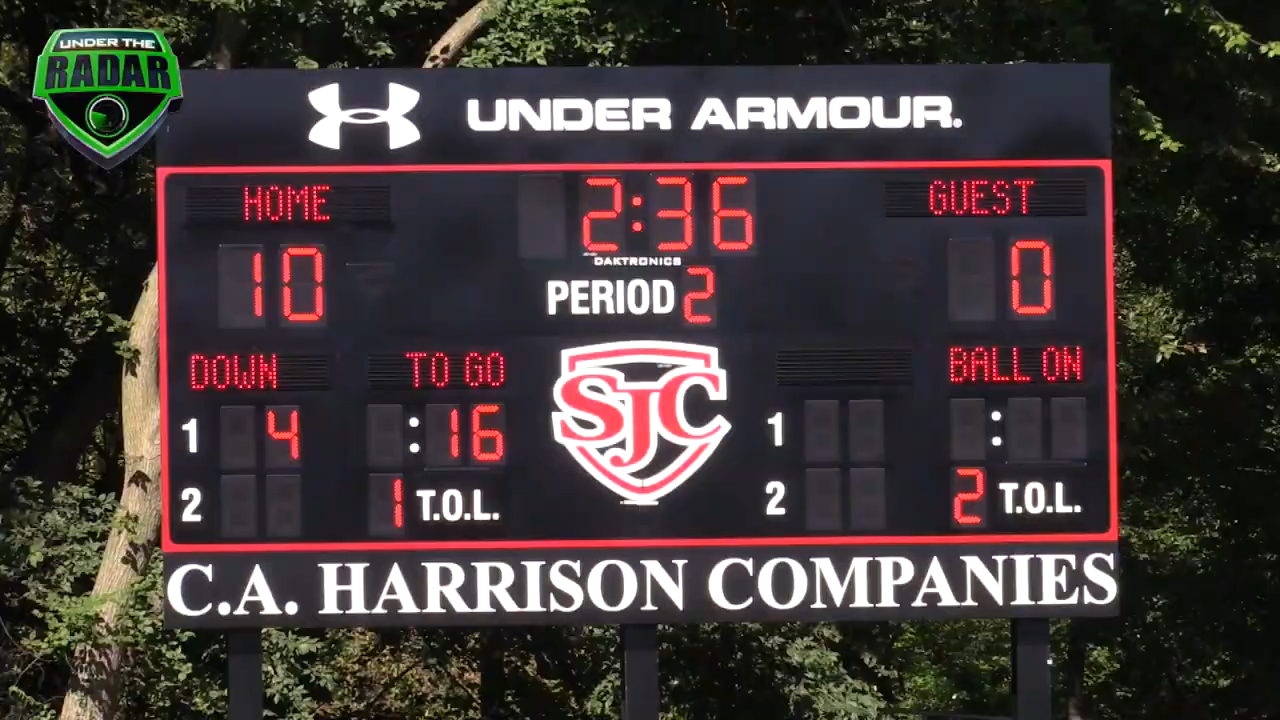 UNDER THE
RADAR
UNDER ARMOUR.
HOME 2:36 GUEST
DAKTRONICS
10 PERIOD 2 0
DOWN TO GO BALL ON
SJC
1 4 :16 1 :
2 1 T.O.L. 2 2 T.O.L.
C.A. HARRISON COMPANIES